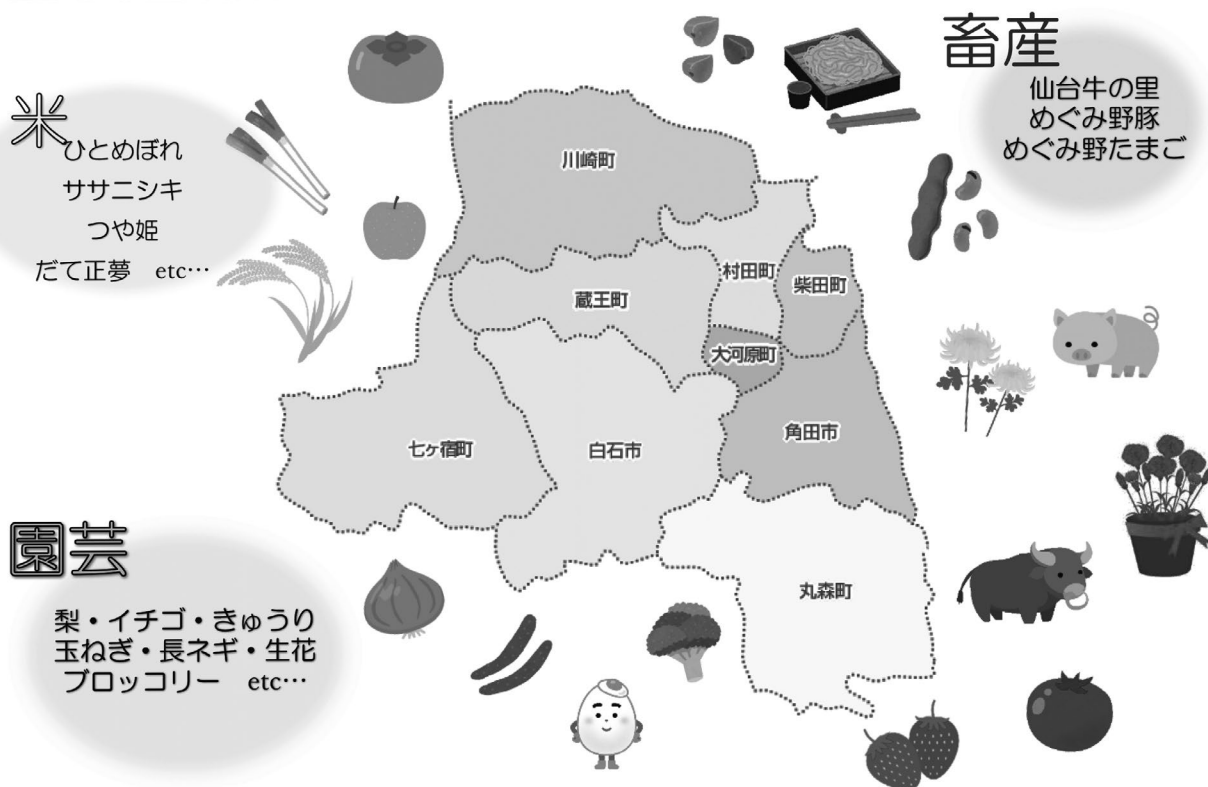 米
ひとめぼれ
ササニシキ
つや姫
だて正夢　etc…
畜産
仙台牛の里
めぐみ野豚
めぐみ野たまご
川崎町
村田町
柴田町
蔵王町
大河原町
七ヶ宿町
白石市
角田市
丸森町
園芸
梨・イチゴ・きゅうり
玉ねぎ・長ネギ・生花
ブロッコリー　etc…